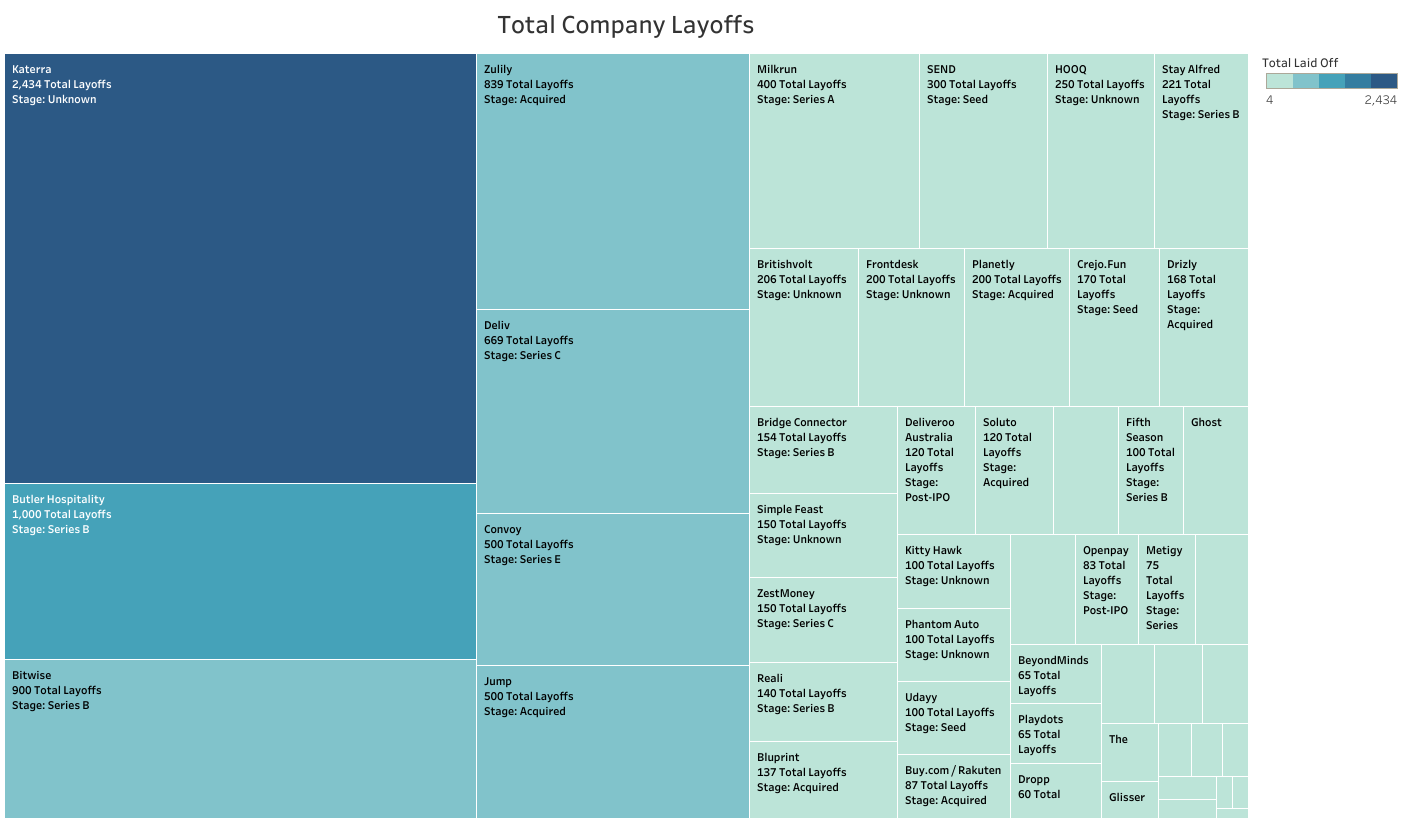 Total Company Layoffs
Katerra
2,434 Total Layoffs
Stage: Unknown
Butler Hospitality
1,000 Total Layoffs
Stage: Series B
Bitwise
900 Total Layoffs
Stage: Series B
Zulily
839 Total Layoffs
Stage: Acquired
Deliv
669 Total Layoffs
Stage: Series C
Convoy
500 Total Layoffs
Stage: Series E
Jump
500 Total Layoffs
Stage: Acquired
Milkrun
400 Total Layoffs
Stage: Series A
SEND
300 Total Layoffs
Stage: Seed
HOOQ
250 Total Layoffs
Stage: Unknown
Stay Alfred
221 Total
Layoffs
Stage: Series B
Britishvolt
206 Total Layoffs
Stage: Unknown
Frontdesk
200 Total Layoffs
Stage: Unknown
Planetly
200 Total Layoffs
Stage: Acquired
Crejo.Fun
170 Total
Layoffs
Stage: Seed
Drizly
168 Total
Layoffs
Stage:
Acquired
Bridge Connector
154 Total Layoffs
Stage: Series B
Simple Feast
150 Total Layoffs
Stage: Unknown
ZestMoney
150 Total Layoffs
Stage: Series C
Reali
140 Total Layoffs
Stage: Series B
Bluprint
137 Total Layoffs
Stage: Acquired
Deliveroo
Australia
120 Total
Layoffs
Stage:
Post-IPO
Soluto
120 Total
Layoffs
Stage:
Acquired
Fifth
Season
100 Total
Layoffs
Stage:
Series B
Ghost
Kitty Hawk
100 Total Layoffs
Stage: Unknown
Phantom Auto
100 Total Layoffs
Stage: Unknown
Udayy
100 Total Layoffs
Stage: Seed
Buy.com / Rakuten
87 Total Layoffs
Stage: Acquired
Openpay
83 Total
Layoffs
Stage:
Post-IPO
Metigy
75
Total
Layoffs
Stage:
Series
BeyondMinds
65 Total
Layoffs
Playdots
65 Total
Layoffs
Dropp
60 Total
The
Glisser
Total Laid Off
4
2,434